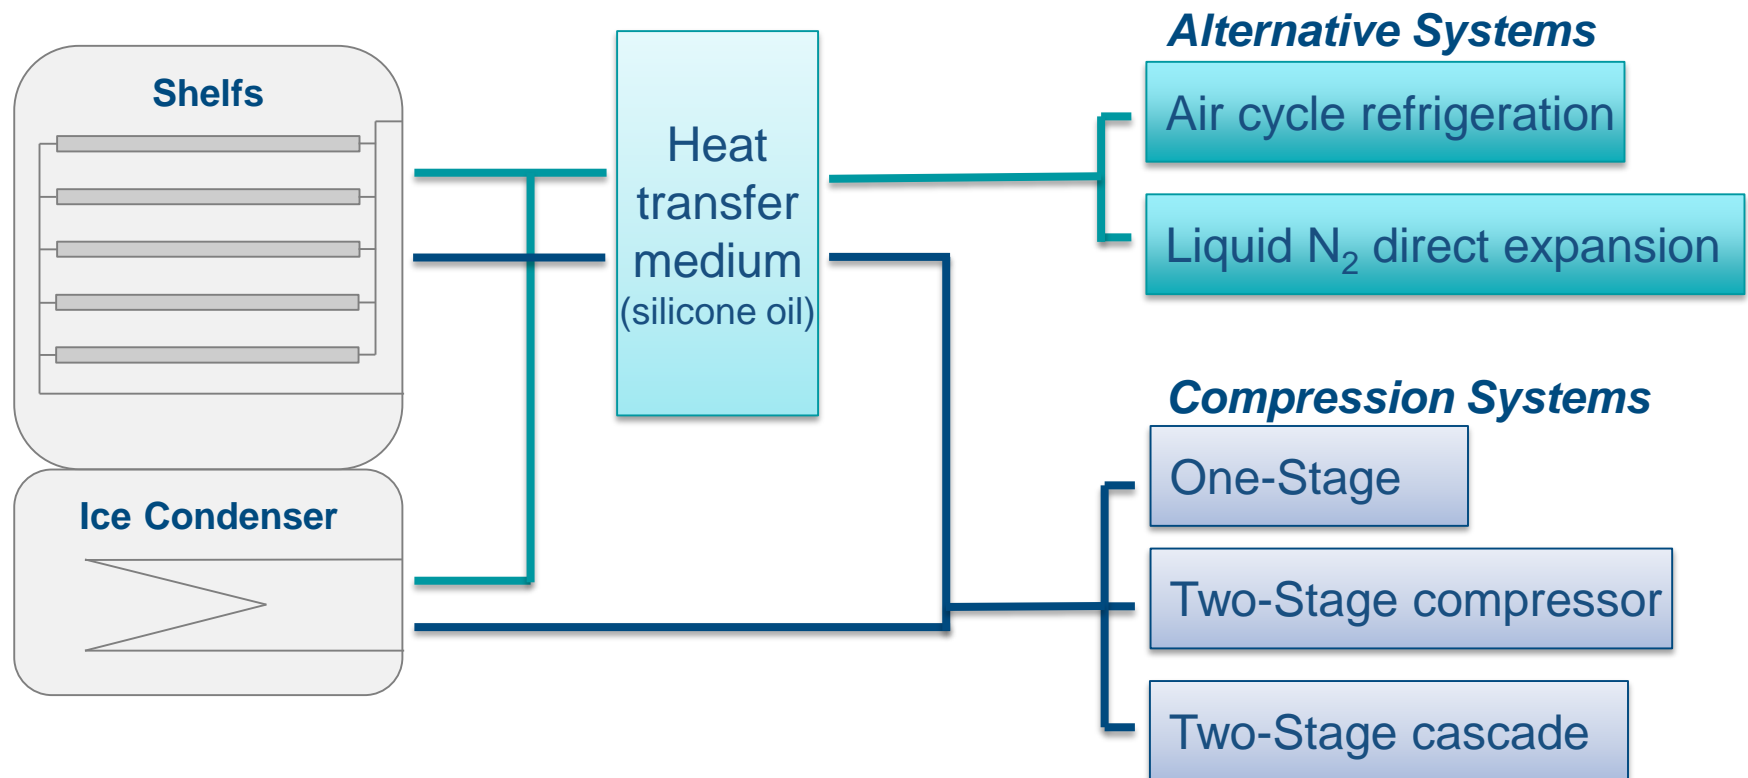 Shelfs
Ice Condenser
Heat
transfer
medium
(silicone oil)
Alternative Systems
Air cycle refrigeration
Liquid N₂ direct expansion
Compression Systems
One-Stage
Two-Stage compressor
Two-Stage cascade